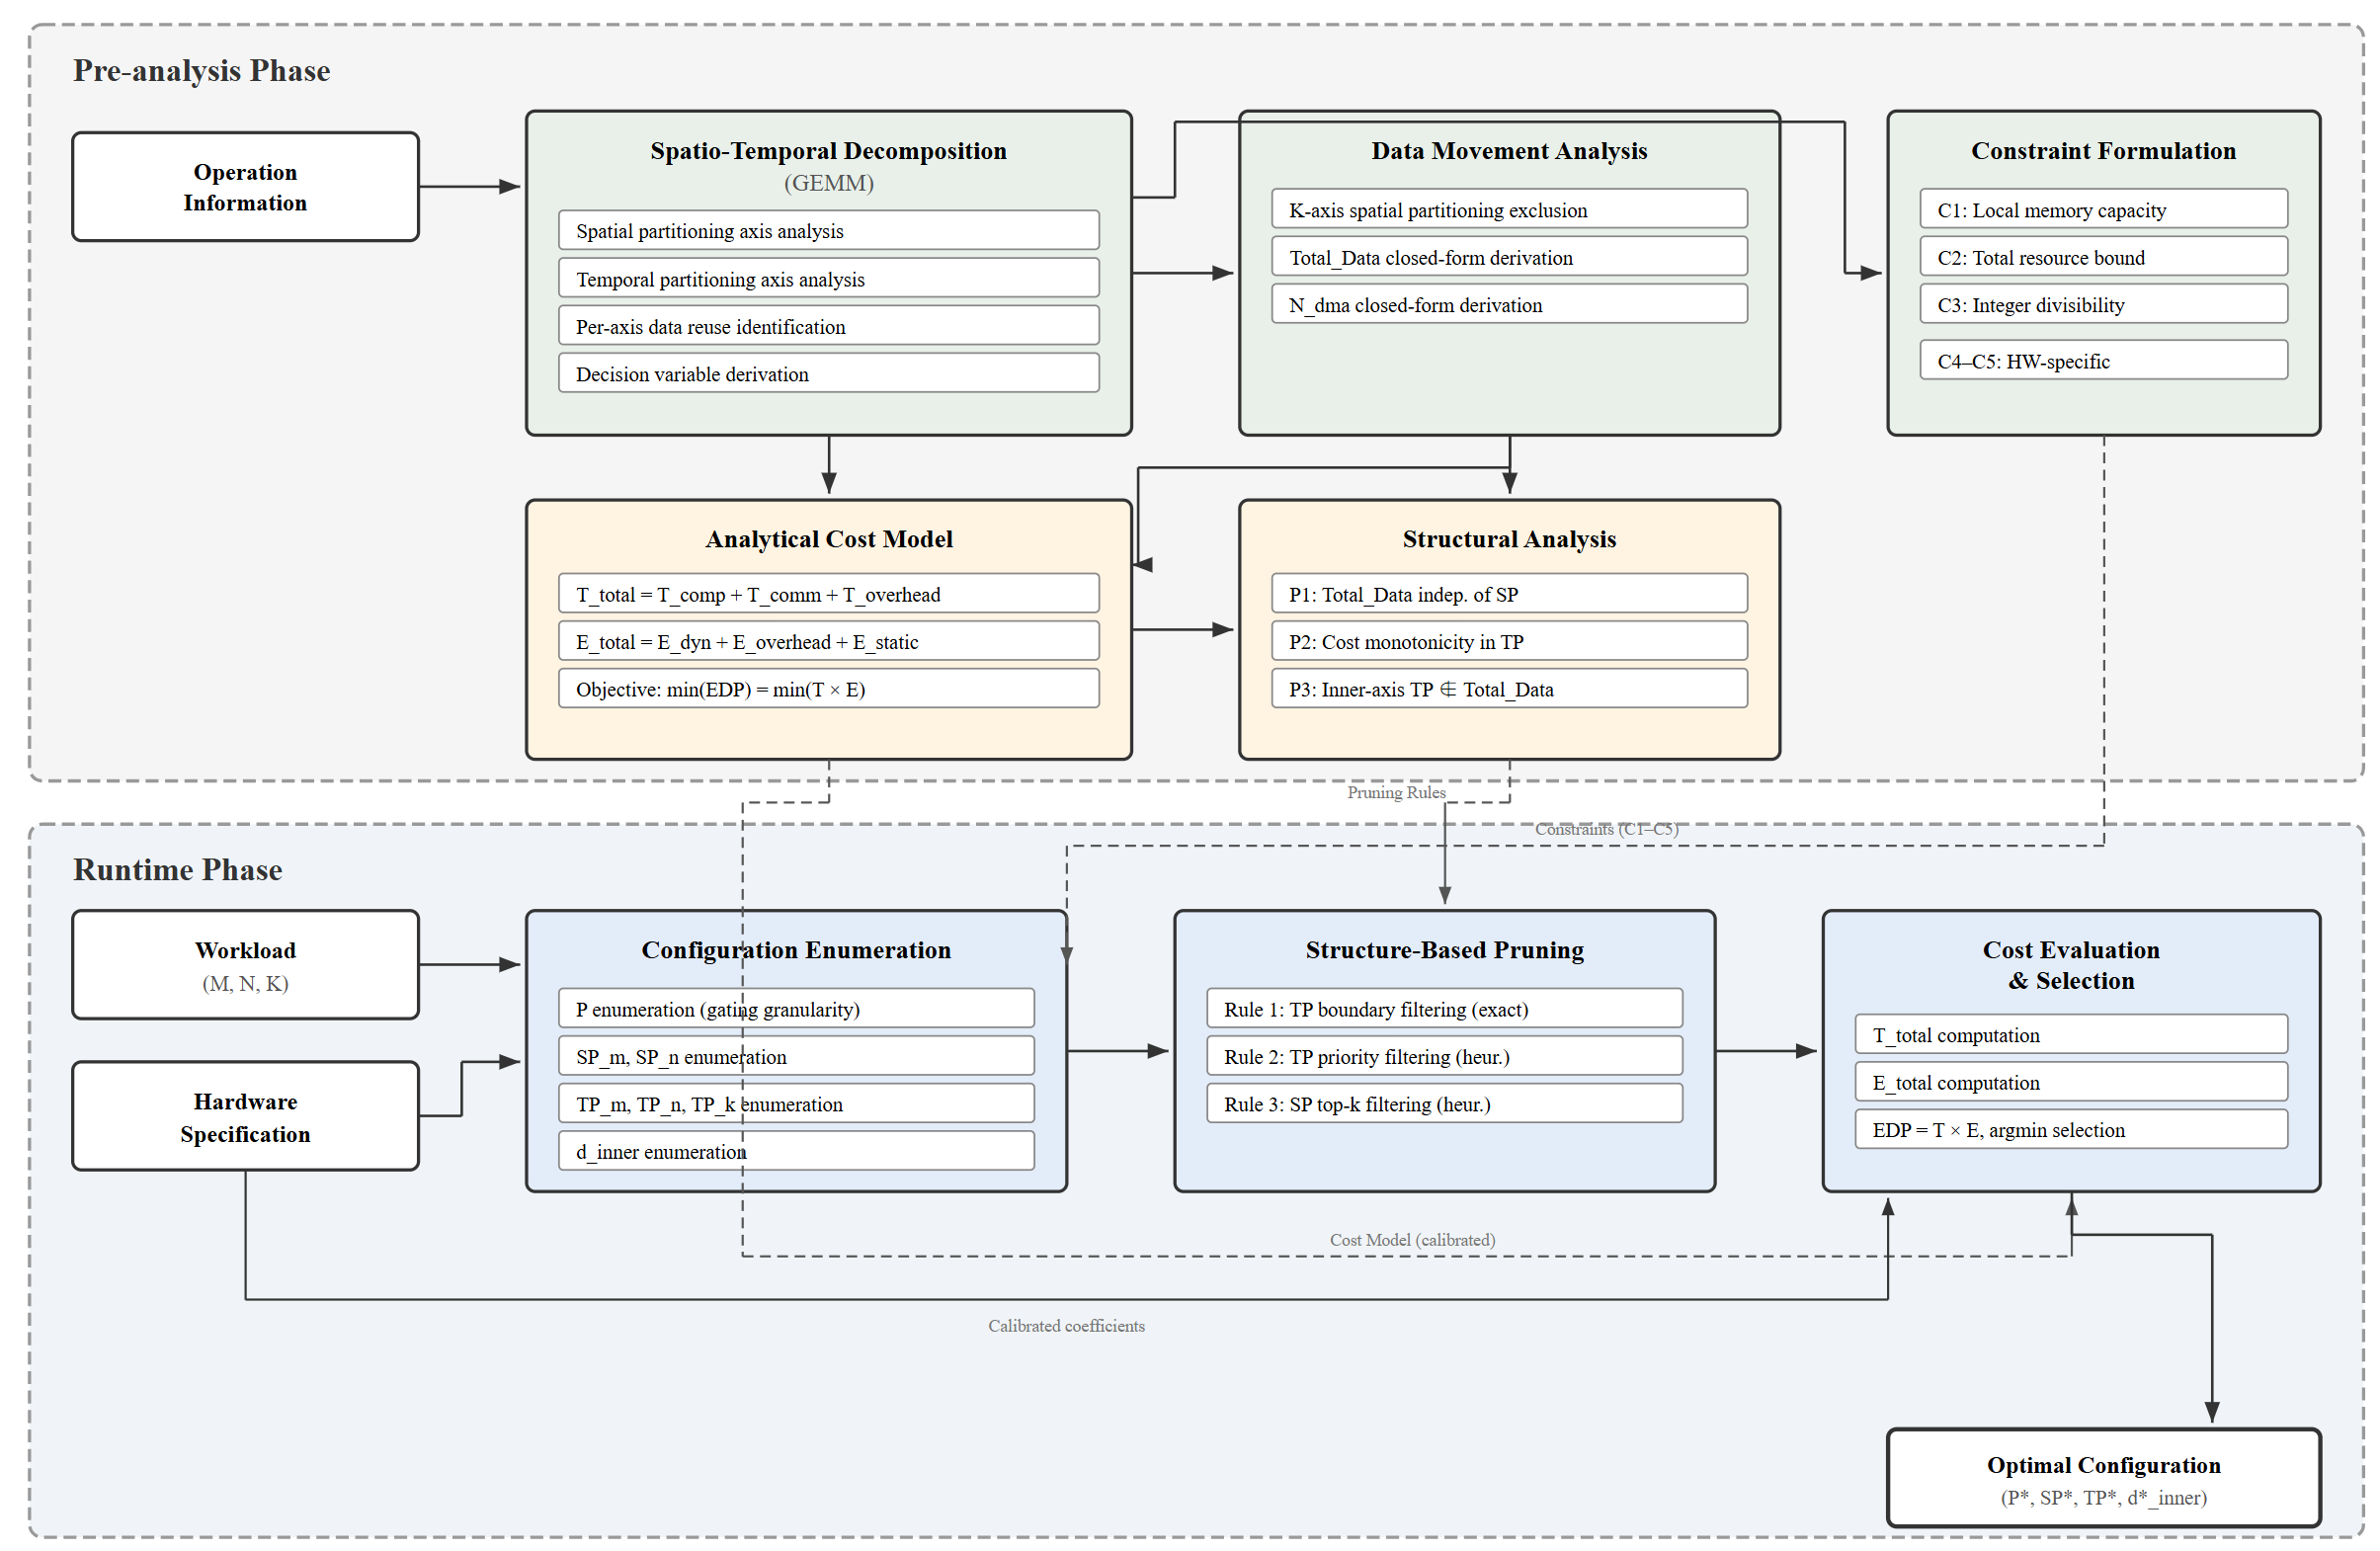 Pre-analysis Phase
Operation
Information
Spatio-Temporal Decomposition
(GEMM)
Spatial partitioning axis analysis
Temporal partitioning axis analysis
Per-axis data reuse identification
Decision variable derivation
Data Movement Analysis
K-axis spatial partitioning exclusion
Total_Data closed-form derivation
N_dma closed-form derivation
Constraint Formulation
C1: Local memory capacity
C2: Total resource bound
C3: Integer divisibility
C4–C5: HW-specific
Analytical Cost Model
T_total = T_comp + T_comm + T_overhead
E_total = E_dyn + E_overhead + E_static
Objective: min(EDP) = min(T × E)
Structural Analysis
P1: Total_Data indep. of SP
P2: Cost monotonicity in TP
P3: Inner-axis TP ∉ Total_Data
Pruning Rules
Constraints (C1–C5)
Runtime Phase
Workload
(M, N, K)
Hardware
Specification
Configuration Enumeration
P enumeration (gating granularity)
SP_m, SP_n enumeration
TP_m, TP_n, TP_k enumeration
d_inner enumeration
Structure-Based Pruning
Rule 1: TP boundary filtering (exact)
Rule 2: TP priority filtering (heur.)
Rule 3: SP top-k filtering (heur.)
Cost Evaluation
& Selection
T_total computation
E_total computation
EDP = T × E, argmin selection
Cost Model (calibrated)
Calibrated coefficients
Optimal Configuration
(P*, SP*, TP*, d*_inner)